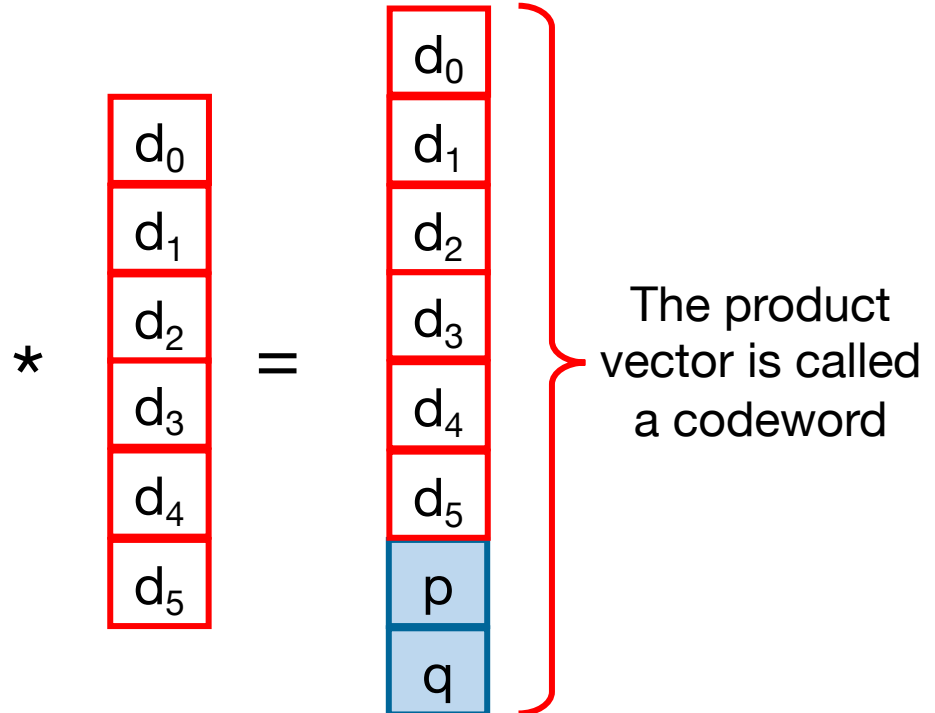 *
d₀
d₁
d₂
d₃
d₄
d₅
=
d₀
d₁
d₂
d₃
d₄
d₅
p
q
The product
vector is called
a codeword